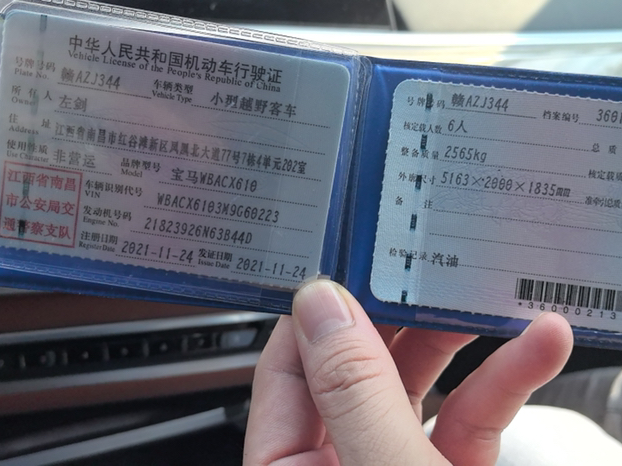 中华人民共和国机动车行驶证
Vehicle License of the People's Republic of China
号牌号码 赣AZJ344 车辆类型 小型越野客车
Plate No. Vehicle Type
所有人 左剑
Owner
住址 江西省南昌市红谷滩新区凤凰北大道77号7栋4单元202室
Address
使用性质 非营运 品牌型号 宝马WBACX610
Use Character Model
江西省南昌市公安局交通警察支队
车辆识别代号 WBACX6103M9G60223
VIN
发动机号码 21823926N63B44D
Engine No.
注册日期 2021-11-24 发证日期 2021-11-24
Register Date Issue Date
号牌号码 赣AZJ344 档案编号
核定载人数 6人 总质
整备质量 2565kg 核定载质
外廓尺寸 5163×2000×1835mm 准牵引总质
备注
检验记录 汽油